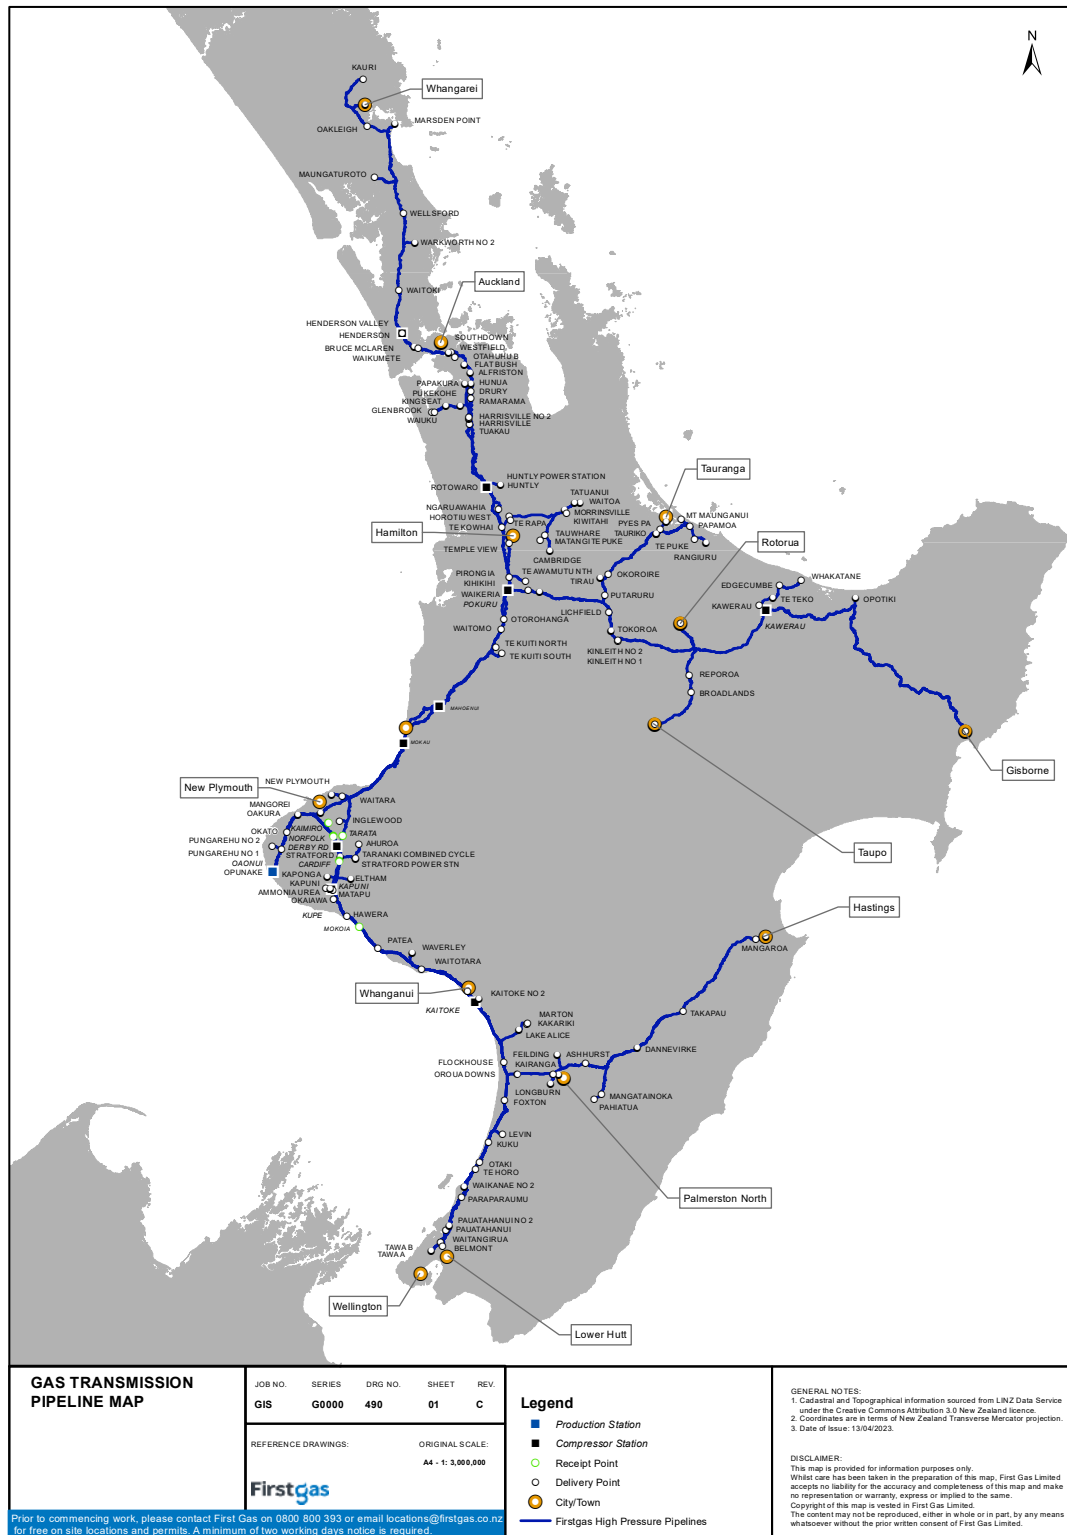 N
KAURI
Whangarei
OAKLEIGH
MARSDEN POINT
MAUNGATUROTO
WELLSFORD
WARKWORTH NO 2
Auckland
WAITOKI
HENDERSON VALLEY
HENDERSON
BRUCE MCLAREN
WAIKUMETE
SOUTHDOWN
WESTFIELD
OTAHUHU B
FLAT BUSH
ALFRISTON
PAPAKURA
HUNUA
PUKEKOHE
DRURY
KINGSEAT
RAMARAMA
GLENBROOK
WAIUKU
HARRISVILLE NO 2
HARRISVILLE
TUAKAU
Tauranga
HUNTLY POWER STATION
ROTOWARO
HUNTLY
TATUANUI
WAITOA
NGARUAWAHIA
HOROTIU WEST
TE KOWHAI
TE RAPA
MORRINSVILLE
KIWITAHI
MT MAUNGANUI
PAPAMOA
PYES PA
TAURIKO
Hamilton
TAUWHARE
MATANGI TE PUKE
TE PUKE
RANGIURU
Rotorua
TEMPLE VIEW
CAMBRIDGE
PIRONGIA
KIHIKIHI
WAIKERIA
POKURU
TE AWAMUTU NTH
TIRAU
OKOROIRE
PUTARURU
WHAKATANE
EDGECUMBE
TE TEKO
KAWERAU
OPOTIKI
KAWERAU
LICHFIELD
OTOROHANGA
WAITOMO
TOKOROA
TE KUITI NORTH
TE KUITI SOUTH
KINLEITH NO 2
KINLEITH NO 1
REPOROA
BROADLANDS
MAHOENUI
MOKAU
Gisborne
New Plymouth
NEW PLYMOUTH
WAITARA
MANGOREI
OAKURA
INGLEWOOD
OKATO
KAIMIRO
NORFOLK
TARATA
PUNGAREHU NO 2
DERBY RD
AHUROA
PUNGAREHU NO 1
STRATFORD
TARANAKI COMBINED CYCLE
OAONUI
CARDIFF
STRATFORD POWER STN
OPUNAKE
KAPONGA
ELTHAM
KAPUNI
KAPUNI
AMMONIA UREA
MATAPU
OKAIAWA
KUPE
HAWERA
MOKOIA
Taupo
Hastings
MANGAROA
PATEA
WAVERLEY
WAITOTARA
Whanganui
KAITOKE NO 2
KAITOKE
TAKAPAU
MARTON
KAKARIKI
LAKE ALICE
DANNEVIRKE
FLOCKHOUSE
FEILDING
ASHHURST
KAIRANGA
OROUA DOWNS
LONGBURN
FOXTON
MANGATAINOKA
PAHIATUA
LEVIN
KUKU
OTAKI
TE HORO
WAIKANAE NO 2
PARAPARAUMU
Palmerston North
PAUATAHANUI NO 2
PAUATAHANUI
WAITANGIRUA
BELMONT
TAWA B
TAWA A
Wellington
Lower Hutt
GAS TRANSMISSION
PIPELINE MAP
JOB NO. SERIES DRG NO. SHEET REV.
GIS G0000 490 01 C
REFERENCE DRAWINGS: ORIGINAL SCALE:
A4 - 1: 3,000,000
Firstgas
Prior to commencing work, please contact First Gas on 0800 800 393 or email locations@firstgas.co.nz
for free on site locations and permits. A minimum of two working days notice is required.
Legend
Production Station
Compressor Station
Receipt Point
Delivery Point
City/Town
Firstgas High Pressure Pipelines
GENERAL NOTES:
1. Cadastral and Topographical information sourced from LINZ Data Service
under the Creative Commons Attribution 3.0 New Zealand licence.
2. Coordinates are in terms of New Zealand Transverse Mercator projection.
3. Date of Issue: 13/04/2023.
DISCLAIMER:
This map is provided for information purposes only.
Whilst care has been taken in the preparation of this map, First Gas Limited
accepts no liability for the accuracy and completeness of this map and make
no representation or warranty, express or implied to the same.
Copyright of this map is vested in First Gas Limited.
The content may not be reproduced, either in whole or in part, by any means
whatsoever without the prior written consent of First Gas Limited.